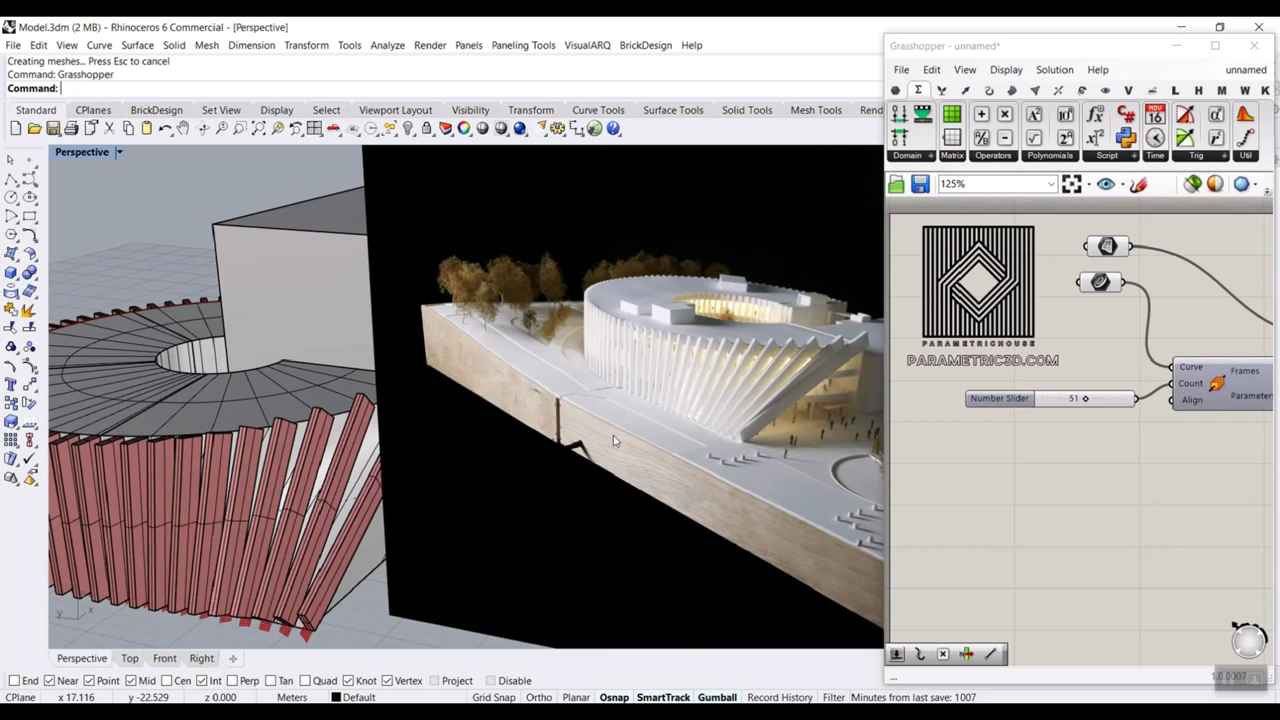 Model.3dm (2 MB) - Rhinoceros 6 Commercial - [Perspective]
File Edit View Curve Surface Solid Mesh Dimension Transform Tools Analyze Render Panels Paneling Tools VisualARQ BrickDesign Help
Creating meshes... Press Esc to cancel
Command: Grasshopper
Command:
Standard CPlanes BrickDesign Set View Display Select Viewport Layout Visibility Transform Curve Tools Surface Tools Solid Tools Mesh Tools Rende
Perspective
Grasshopper - unnamed*
File Edit View Display Solution Help unnamed
Σ V L H M W K
Domain Matrix Operators Polynomials Script Time Trig Util
125%
PARAMETRICHOUSE
PARAMETRIC3D.COM
Curve Frames
Count Parameters
Align
Number Slider 51
... 1.0.0007
Perspective Top Front Right
End Near Point Mid Cen Int Perp Tan Quad Knot Vertex Project Disable
CPlane x 17.116 y -22.529 z 0.000 Meters Default Grid Snap Ortho Planar Osnap SmartTrack Gumball Record History Filter Minutes from last save: 1007